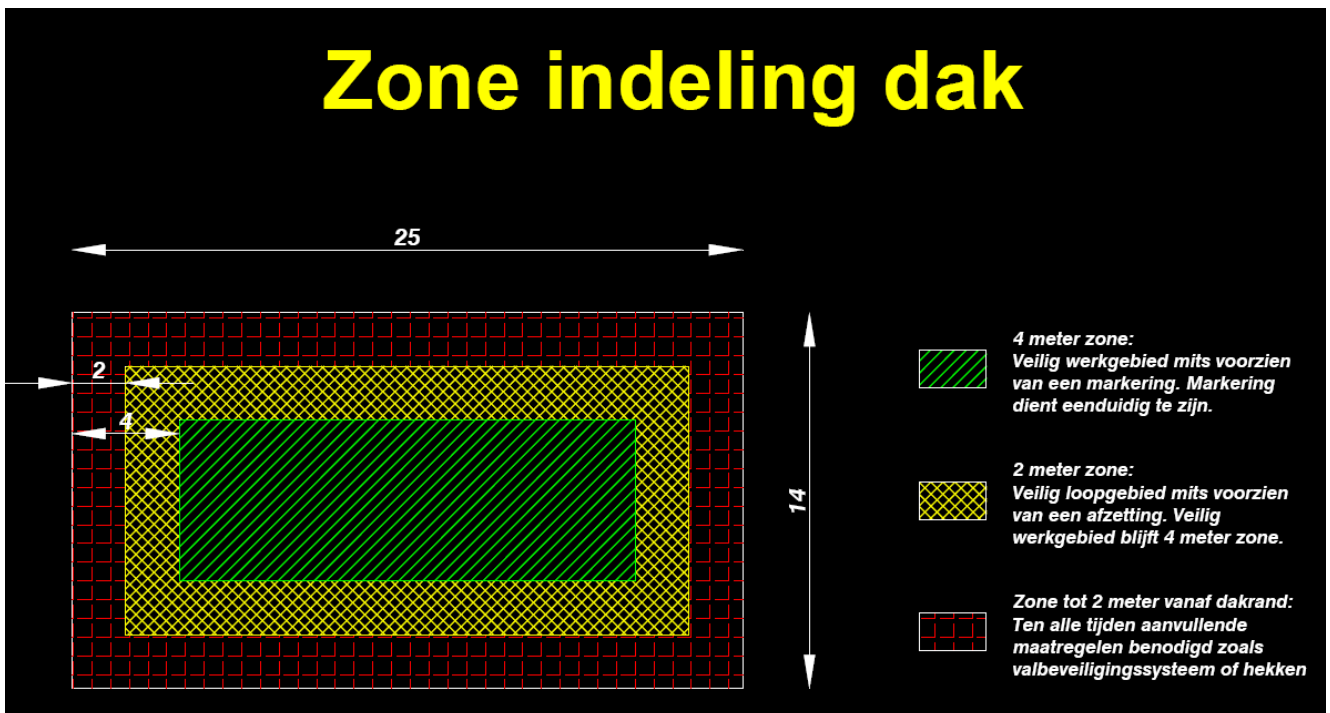 Zone indeling dak
25
2
4
14
4 meter zone:
Veilig werkgebied mits voorzien
van een markering. Markering
dient eenduidig te zijn.
2 meter zone:
Veilig loopgebied mits voorzien
van een afzetting. Veilig
werkgebied blijft 4 meter zone.
Zone tot 2 meter vanaf dakrand:
Ten alle tijden aanvullende
maatregelen benodigd zoals
valbeveiligingssysteem of hekken